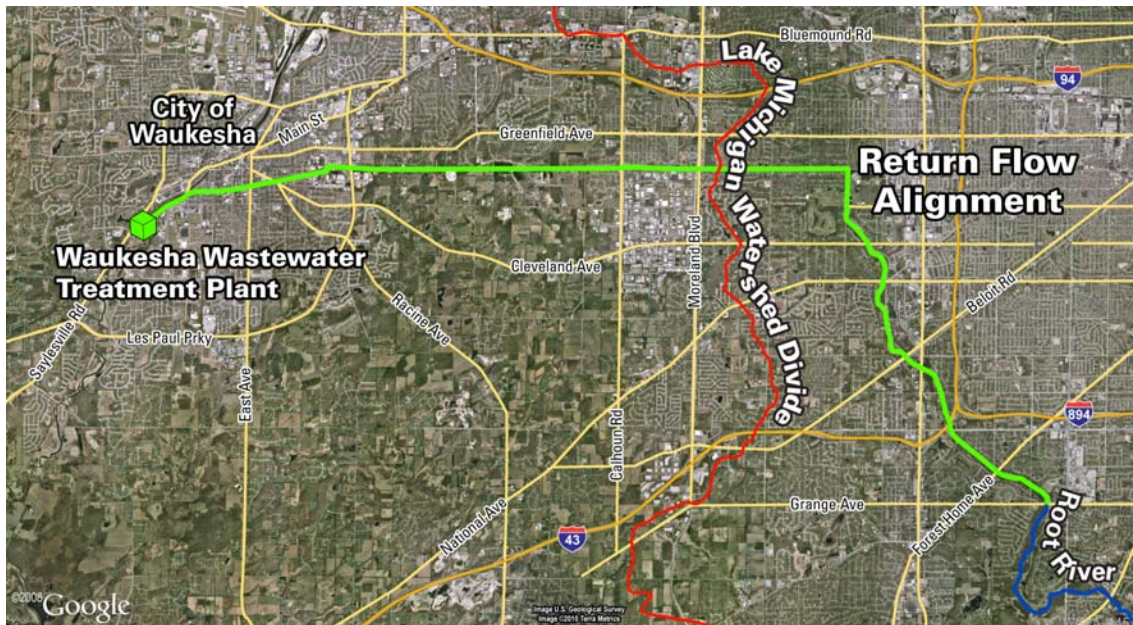 Bluemound Rd
Lake Michigan Watershed Divide
94
City of
Waukesha
Main St
Greenfield Ave
Return Flow
Alignment
Waukesha Wastewater
Treatment Plant
Cleveland Ave
Moreland Blvd
Beloit Rd
Saylesville Rd
Les Paul Prky
Racine Ave
East Ave
Calhoun Rd
894
National Ave
43
Grange Ave
Forest Home Ave
Root River
©2008 Google
Image U.S. Geological Survey
Image ©2010 Terra Metrics